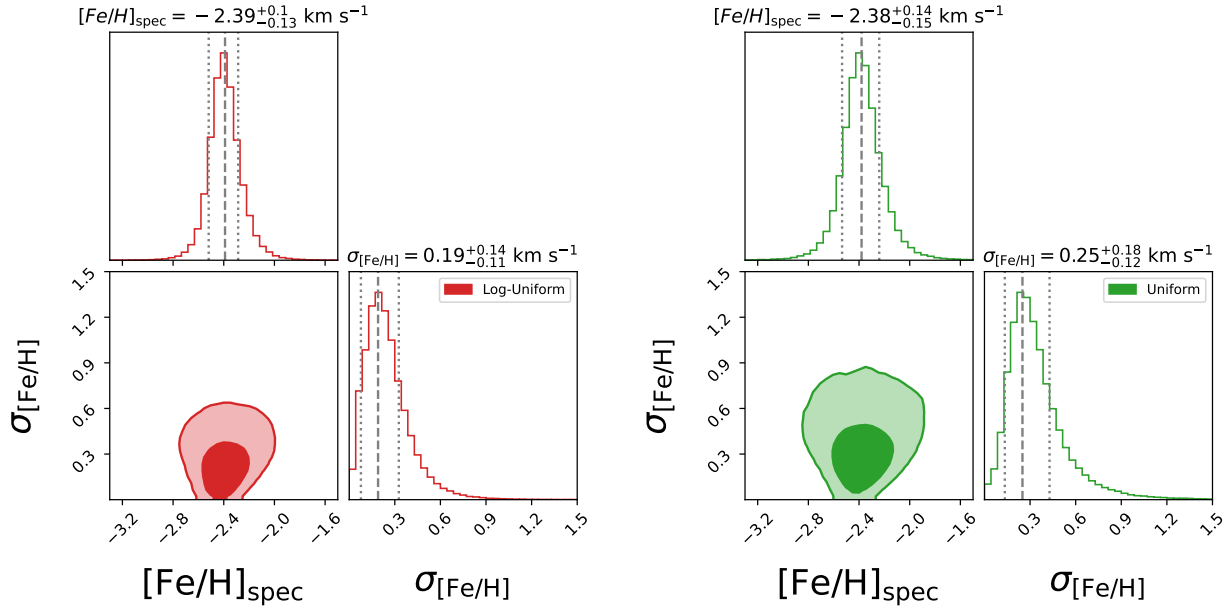 [Fe/H]spec = −2.39 +0.1 −0.13 km s−1
[Fe/H]spec = −2.38 +0.14 −0.15 km s−1
σ[Fe/H] = 0.19 +0.14 −0.11 km s−1
σ[Fe/H] = 0.25 +0.18 −0.12 km s−1
1.5
1.2
0.9
0.6
0.3
σ[Fe/H]
Log-Uniform
1.5
1.2
0.9
0.6
0.3
σ[Fe/H]
Uniform
−3.2 −2.8 −2.4 −2.0 −1.6
0.3 0.6 0.9 1.2 1.5
−3.2 −2.8 −2.4 −2.0 −1.6
0.3 0.6 0.9 1.2 1.5
[Fe/H]spec
σ[Fe/H]
[Fe/H]spec
σ[Fe/H]